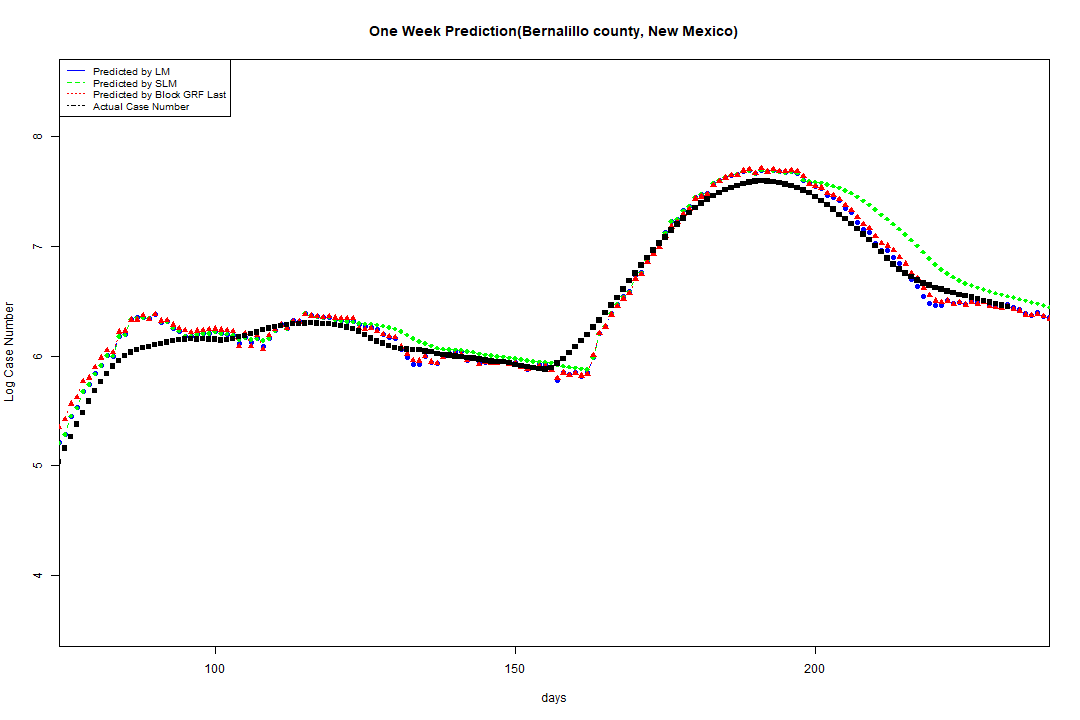 One Week Prediction(Bernalillo county, New Mexico)
Predicted by LM
Predicted by SLM
Predicted by Block GRF Last
Actual Case Number
8
7
6
5
4
Log Case Number
100 150 200
days